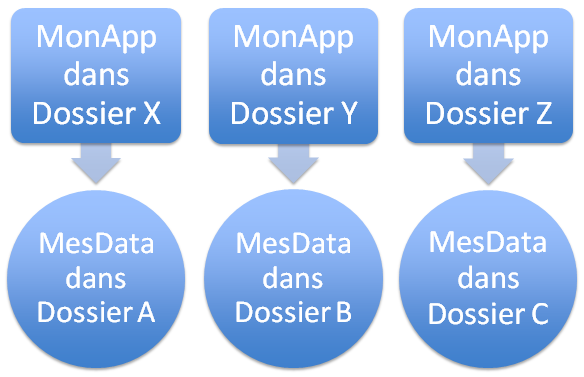 MonApp
dans
Dossier X
MonApp
dans
Dossier Y
MonApp
dans
Dossier Z
MesData
dans
Dossier A
MesData
dans
Dossier B
MesData
dans
Dossier C